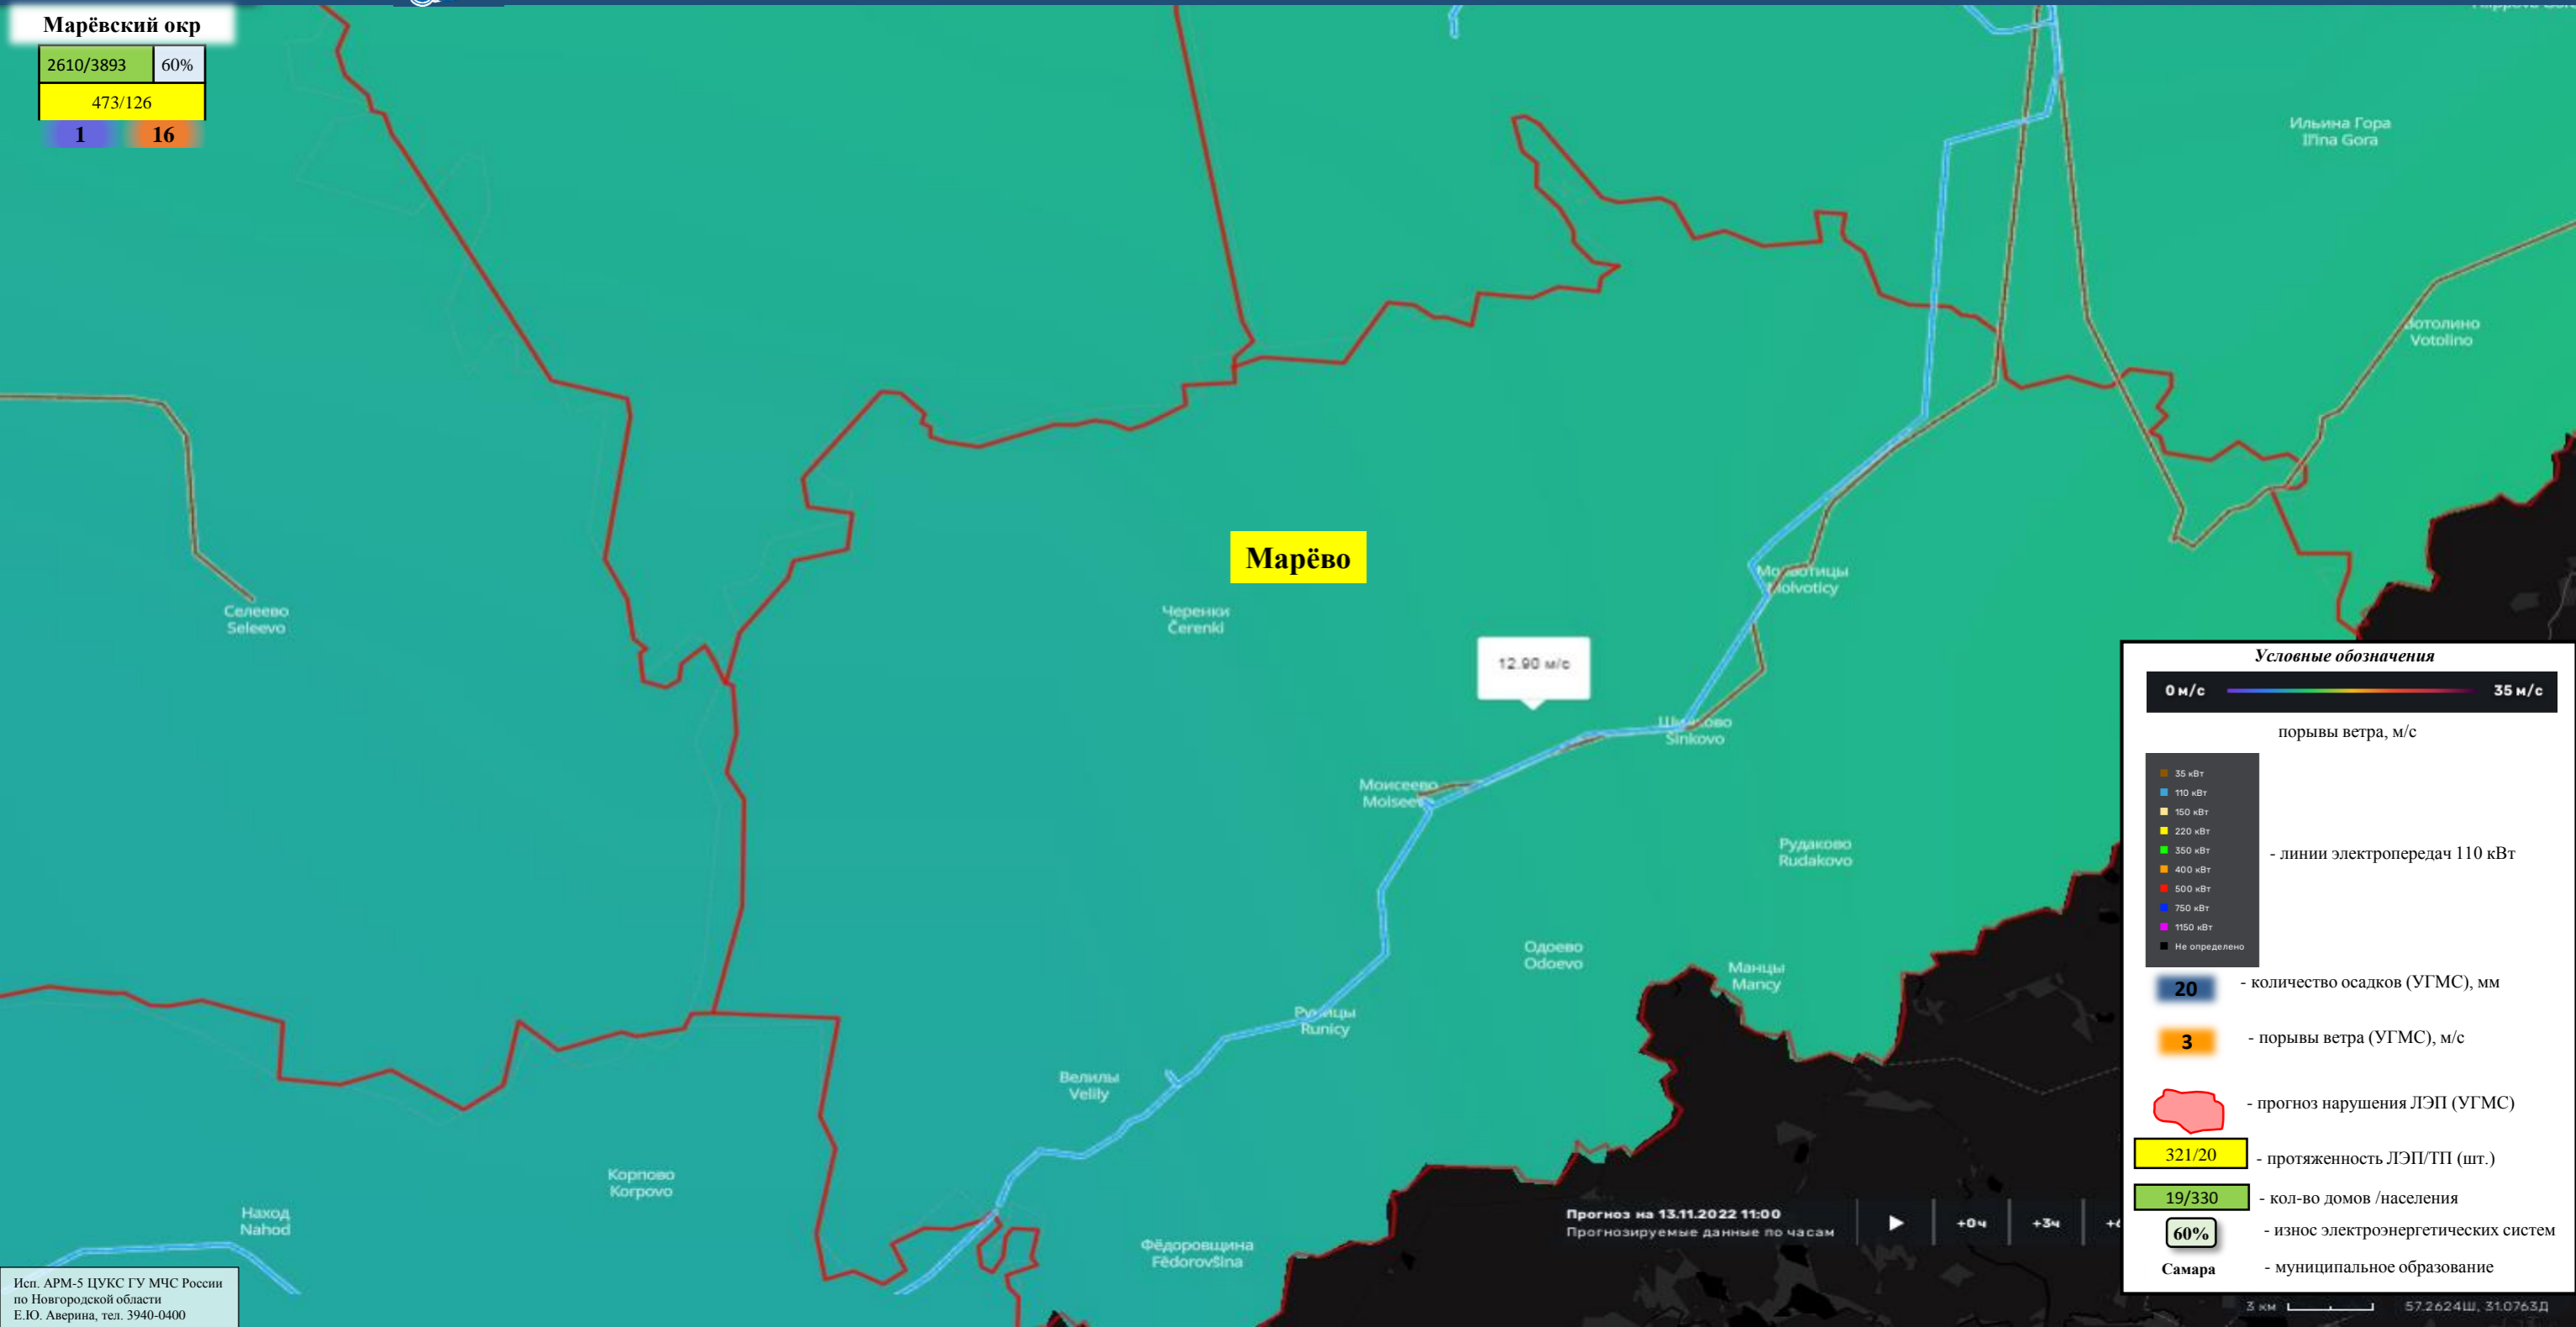 Марёвский окр
2610/3893 60%
473/126
1 16
Ильина Гора
Il'ina Gora
Votolino
Марёво
Селеево
Seleevo
Черенки
Čerenki
12.90 м/с
Šinkovo
Моисеево
Рудаково
Rudakovo
Одоево
Odoevo
Манцы
Mancy
Runicy
Велилы
Velily
Корпово
Korpovo
Наход
Nahod
Фёдоровщина
Fёdorovšina
Прогноз на 13.11.2022 11:00
Прогнозируемые данные по часам
+0ч +3ч
Исп. АРМ-5 ЦУКС ГУ МЧС России
по Новгородской области
Е.Ю. Аверина, тел. 3940-0400
Условные обозначения
0 м/с 35 м/с
порывы ветра, м/с
35 кВт
110 кВт
150 кВт
220 кВт
350 кВт
400 кВт
500 кВт
750 кВт
1150 кВт
Не определено
- линии электропередач 110 кВт
20 - количество осадков (УГМС), мм
3 - порывы ветра (УГМС), м/с
- прогноз нарушения ЛЭП (УГМС)
321/20 - протяженность ЛЭП/ТП (шт.)
19/330 - кол-во домов /населения
60% - износ электроэнергетических систем
Самара - муниципальное образование
3 км 57.2624Ш, 31.0763Д